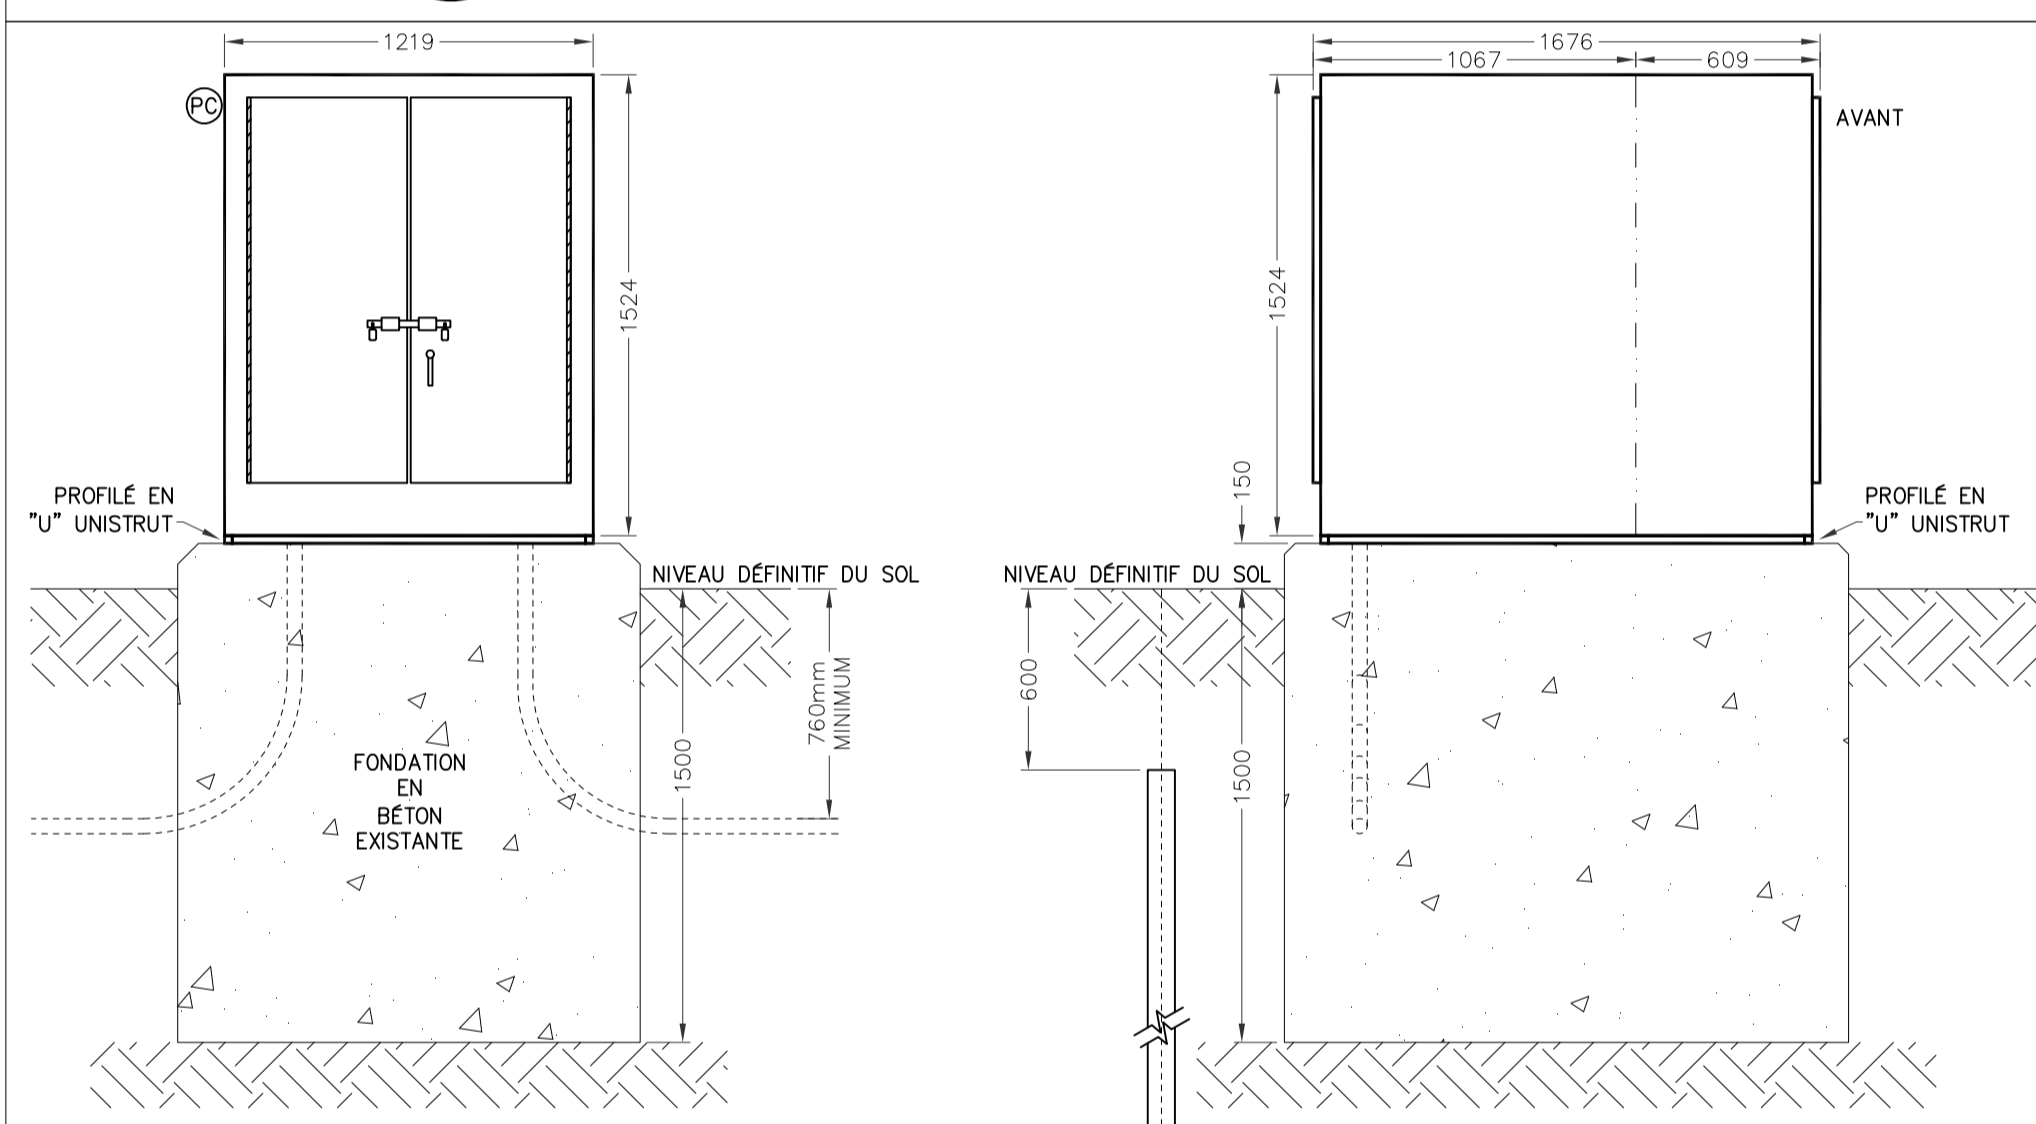 1219
PC
1524
PROFILÉ EN
"U" UNISTRUT
NIVEAU DÉFINITIF DU SOL
760mm
MINIMUM
1500
FONDATION
EN
BÉTON
EXISTANTE
1676
1067
609
AVANT
1524
150
PROFILÉ EN
"U" UNISTRUT
NIVEAU DÉFINITIF DU SOL
600
1500